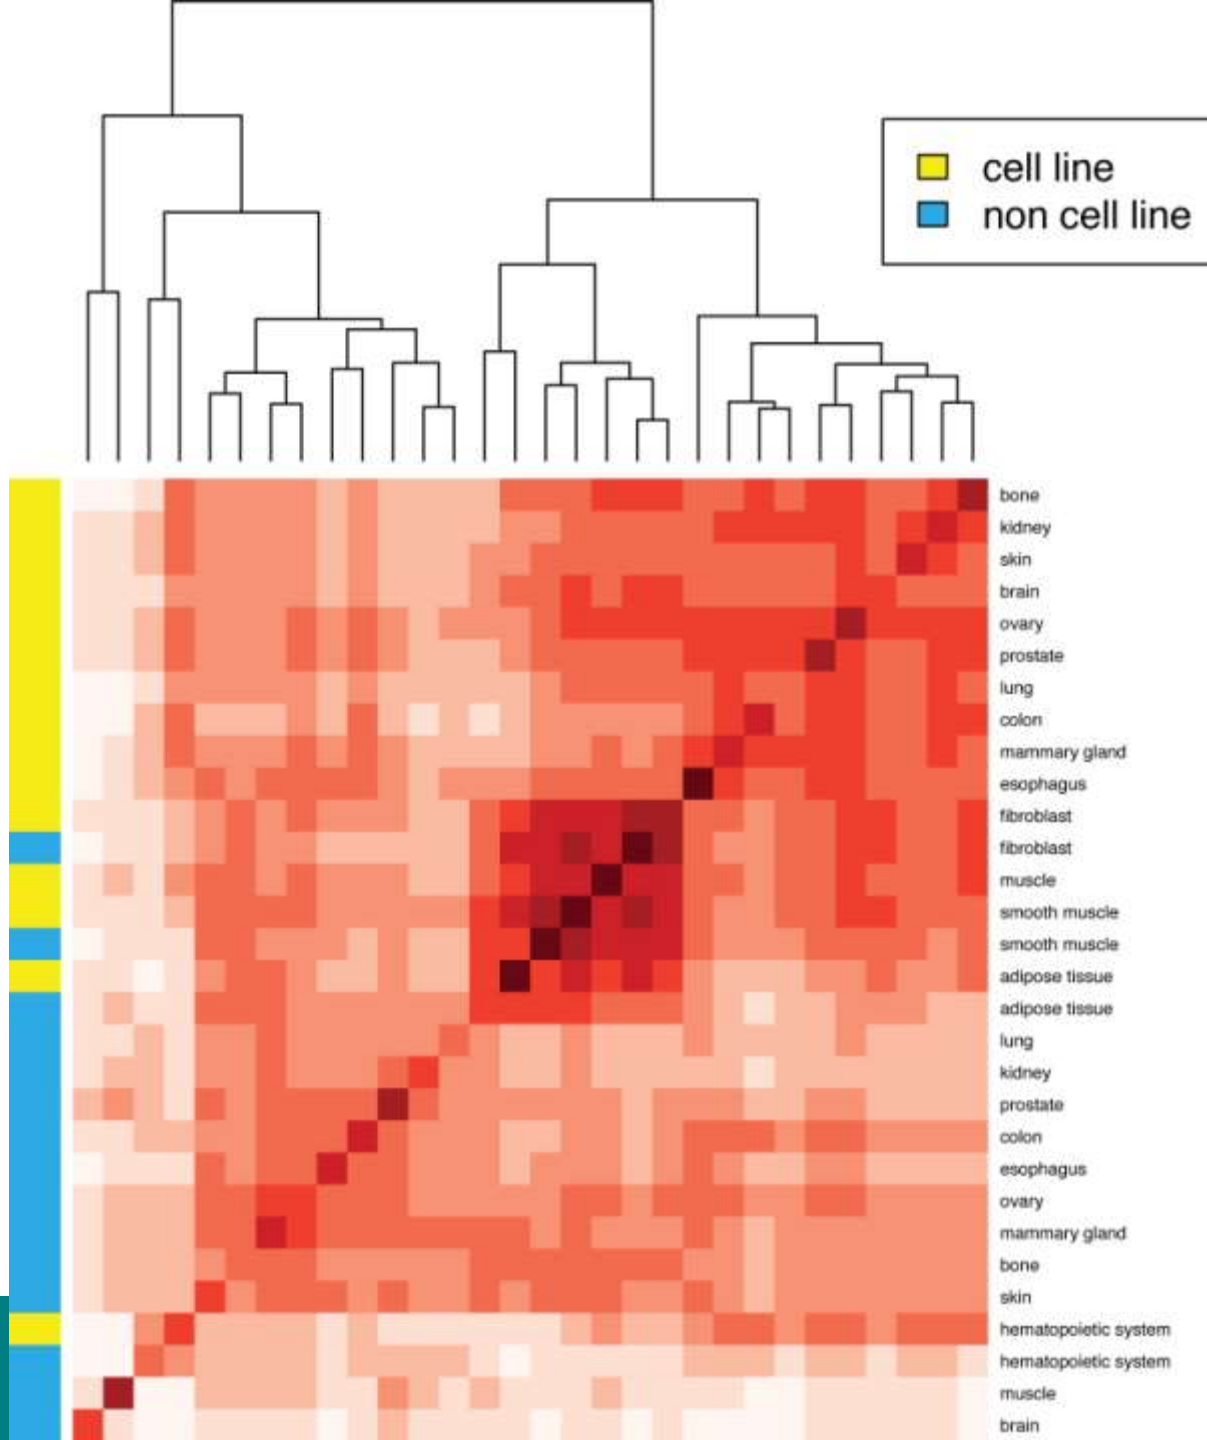 cell line
non cell line
bone
kidney
skin
brain
ovary
prostate
lung
colon
mammary gland
esophagus
fibroblast
fibroblast
muscle
smooth muscle
smooth muscle
adipose tissue
adipose tissue
lung
kidney
prostate
colon
esophagus
ovary
mammary gland
bone
skin
hematopoietic system
hematopoietic system
muscle
brain